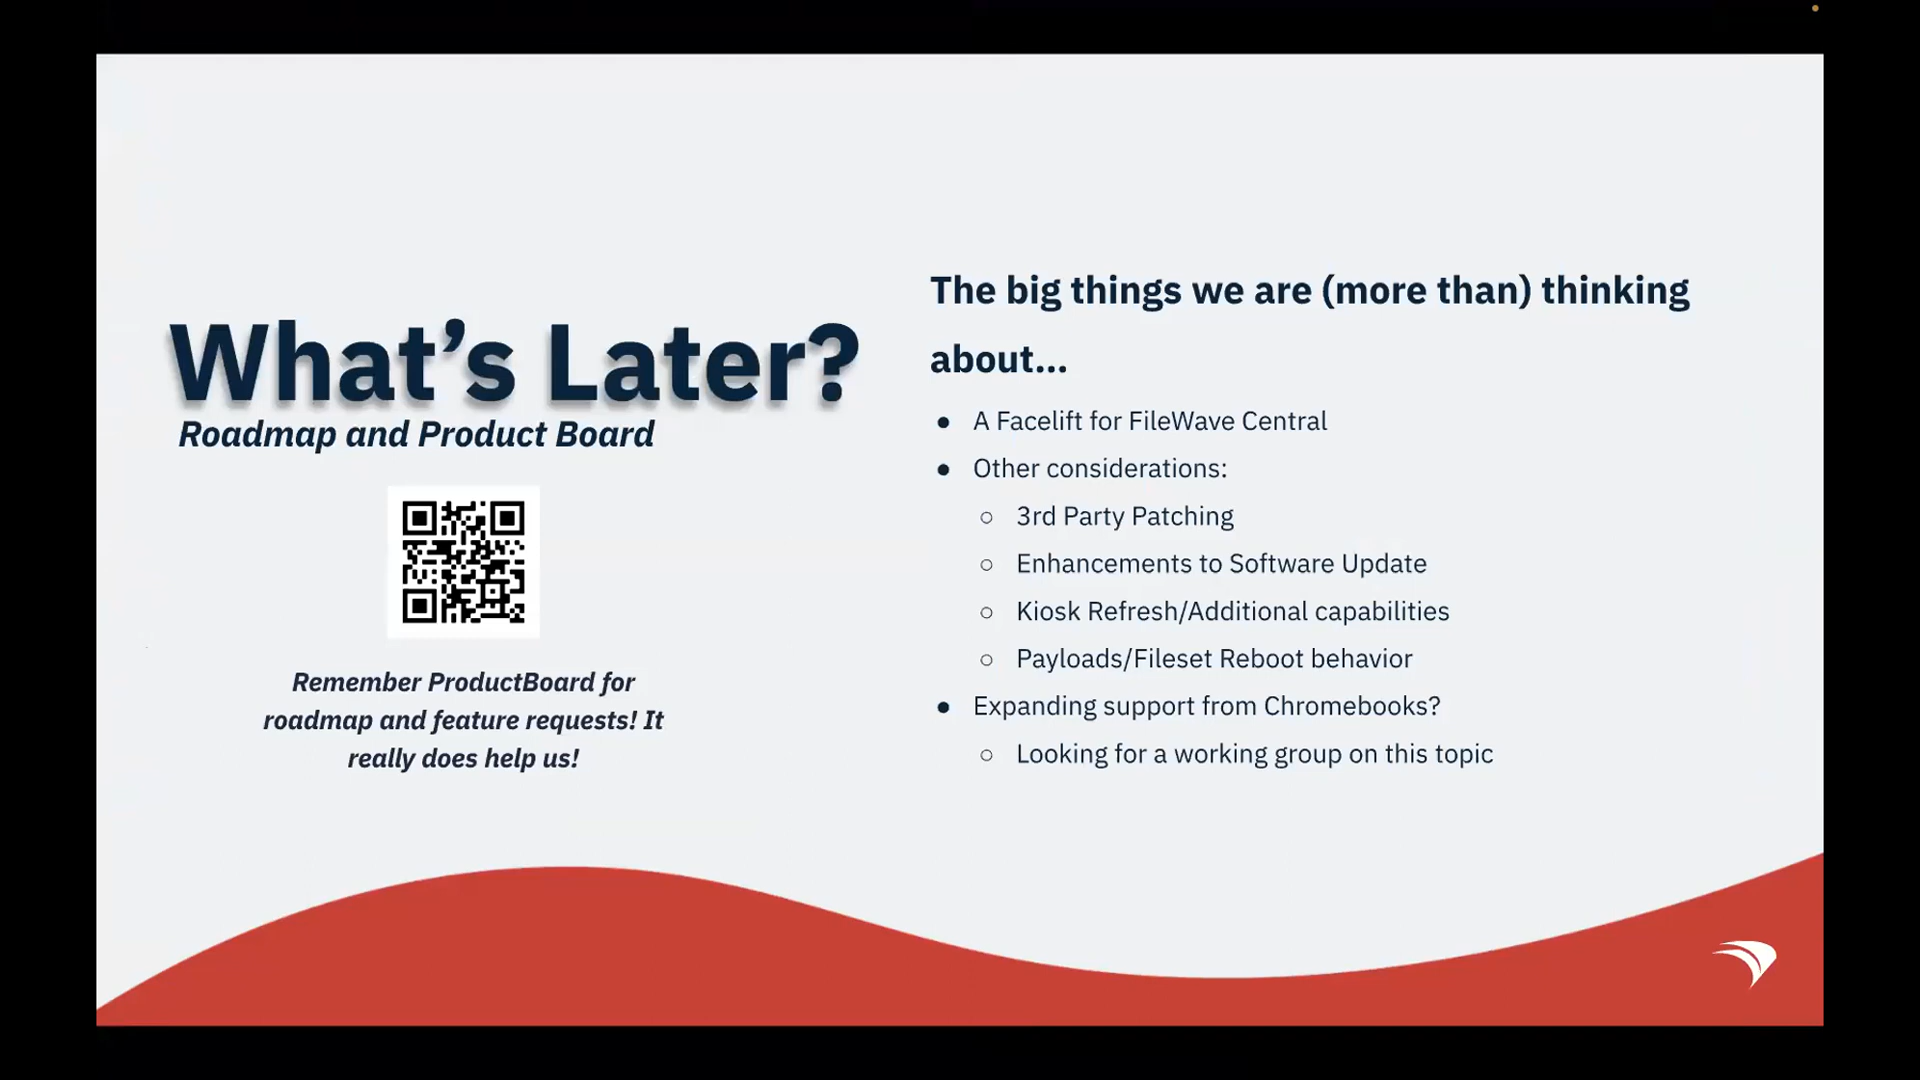 What's Later?
Roadmap and Product Board
Remember ProductBoard for
roadmap and feature requests! It
really does help us!
The big things we are (more than) thinking
about...
● A Facelift for FileWave Central
● Other considerations:
○ 3rd Party Patching
○ Enhancements to Software Update
○ Kiosk Refresh/Additional capabilities
○ Payloads/Fileset Reboot behavior
● Expanding support from Chromebooks?
○ Looking for a working group on this topic